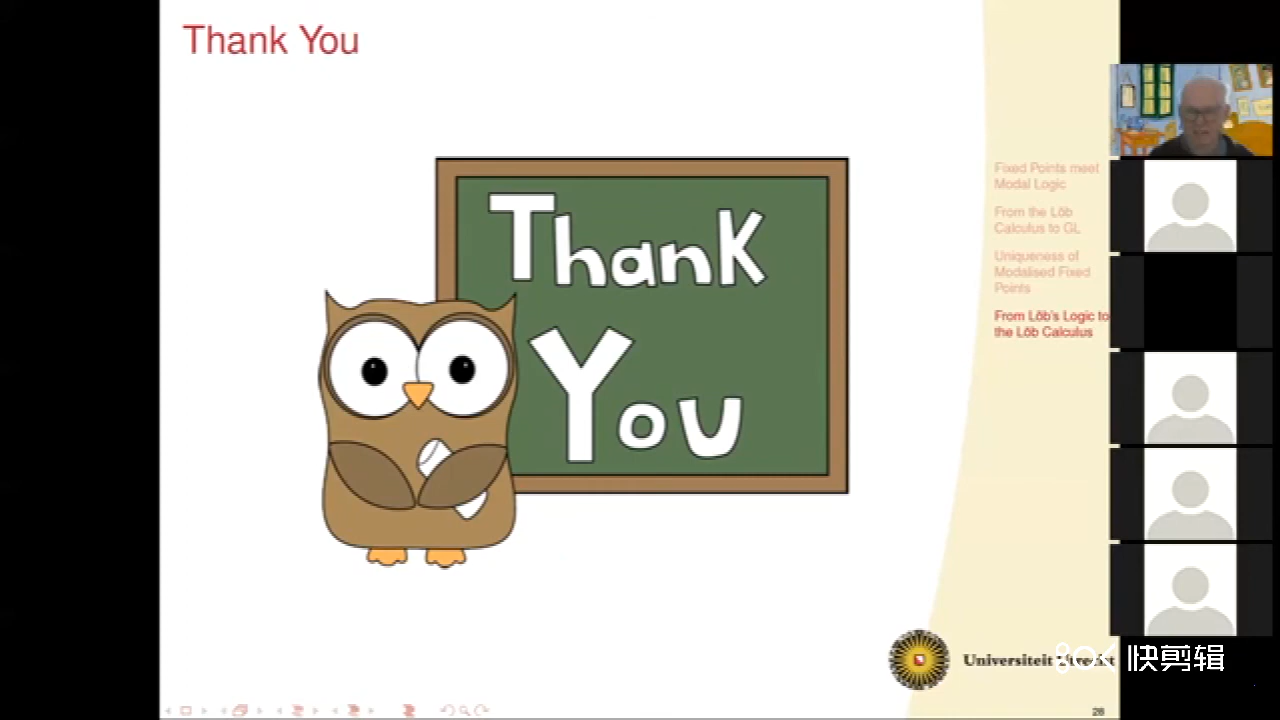 Thank You
Thank
You
Fixed Points meet
Modal Logic
From the Löb
Calculus to GL
Uniqueness of
Modalised Fixed
Points
From Löb's Logic to
the Löb Calculus
Universiteit Utrecht
快剪辑
28